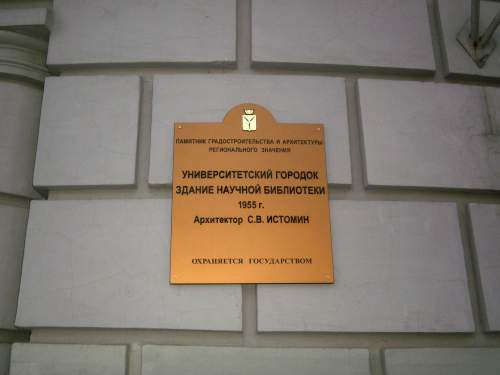 ПАМЯТНИК ГРАДОСТРОИТЕЛЬСТВА И АРХИТЕКТУРЫ
РЕГИОНАЛЬНОГО ЗНАЧЕНИЯ
УНИВЕРСИТЕТСКИЙ ГОРОДОК
ЗДАНИЕ НАУЧНОЙ БИБЛИОТЕКИ
1955 г.
Архитектор С.В. ИСТОМИН
ОХРАНЯЕТСЯ ГОСУДАРСТВОМ